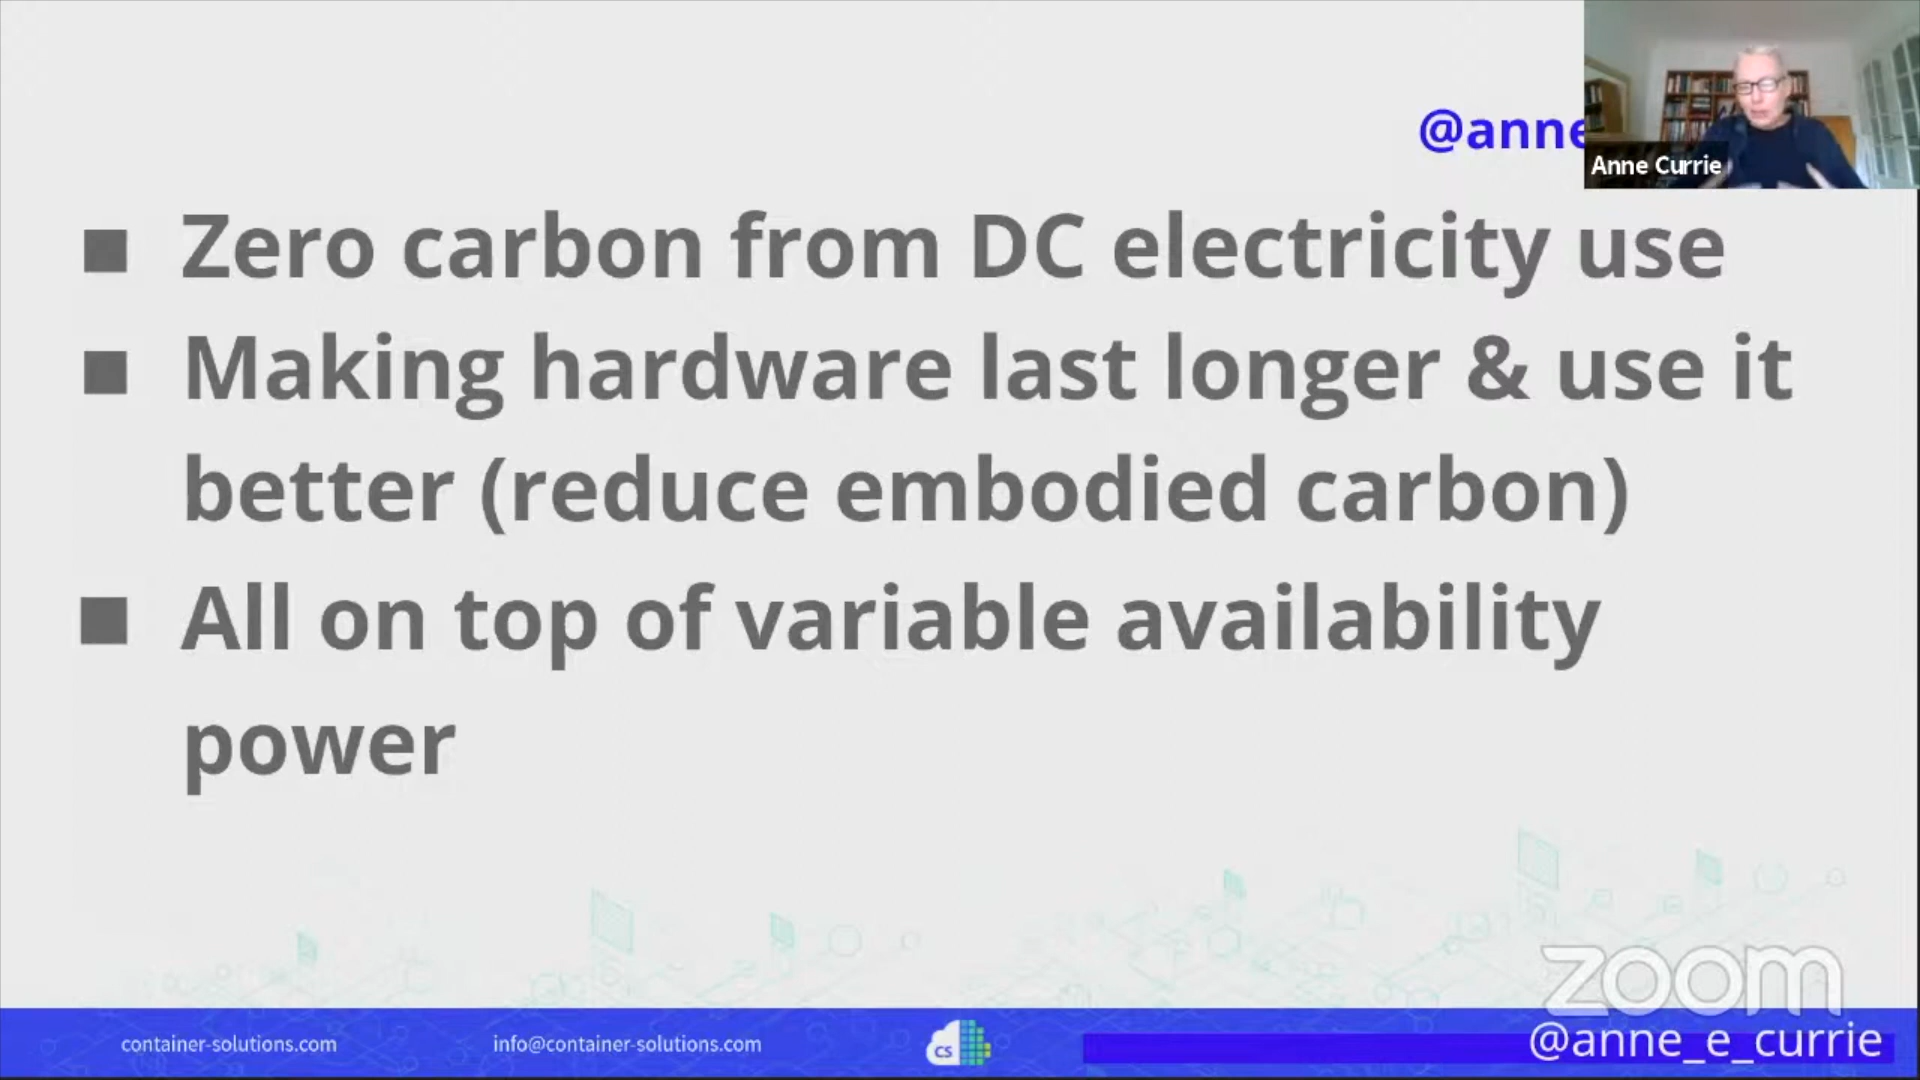 @anne
Anne Currie
■ Zero carbon from DC electricity use
■ Making hardware last longer & use it
better (reduce embodied carbon)
■ All on top of variable availability
power
zoom
container-solutions.com
info@container-solutions.com
CS
@anne_e_currie